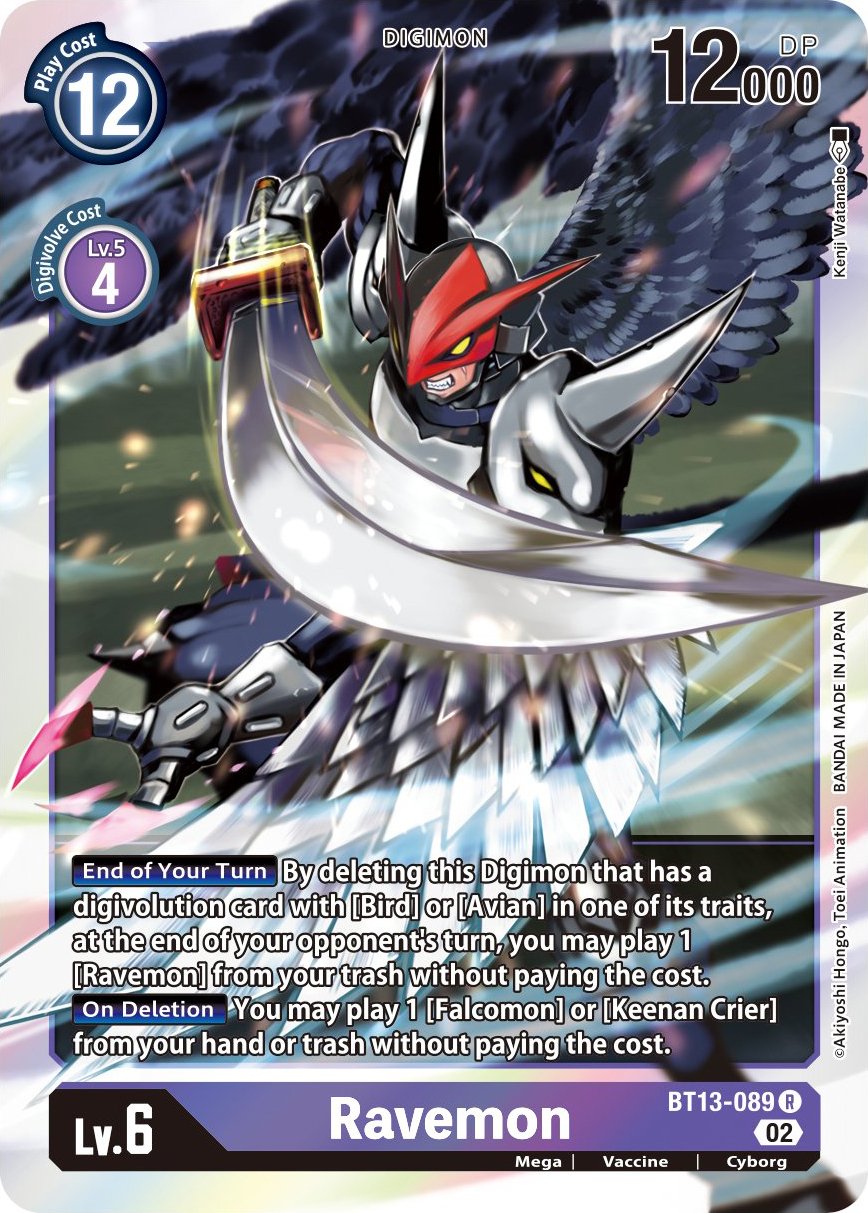 DIGIMON
Play Cost
12
DP
12000
Digivolve Cost
Lv.5
4
Kenji Watanabe
©Akiyoshi Hongo, Toei Animation BANDAI MADE IN JAPAN
End of Your Turn By deleting this Digimon that has a
digivolution card with [Bird] or [Avian] in one of its traits,
at the end of your opponent's turn, you may play 1
[Ravemon] from your trash without paying the cost.
On Deletion You may play 1 [Falcomon] or [Keenan Crier]
from your hand or trash without paying the cost.
Lv.6
Ravemon
BT13-089 R
02
Mega | Vaccine | Cyborg